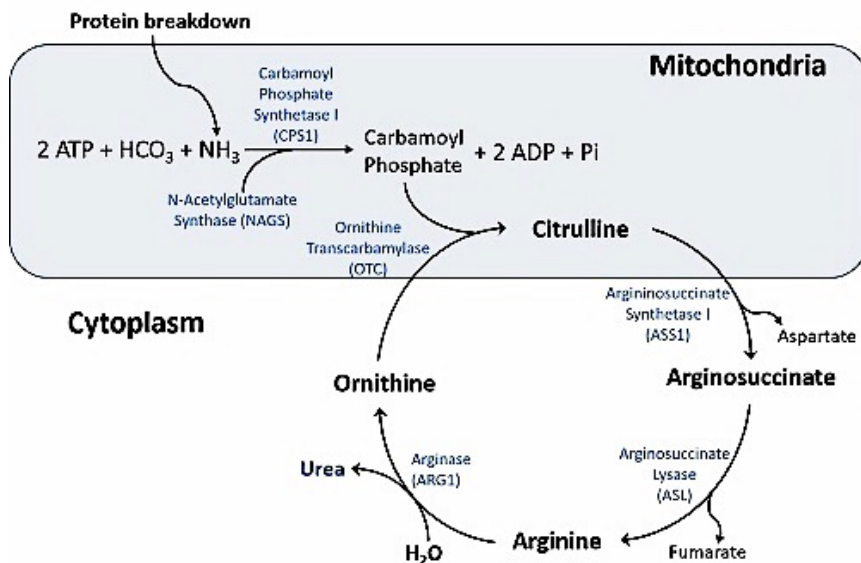 Protein breakdown
Mitochondria
Carbamoyl
Phosphate
Synthetase I
(CPS1)
2 ATP + HCO3 + NH3
Carbamoyl
Phosphate
+ 2 ADP + Pi
N-Acetylglutamate
Synthase (NAGS)
Ornithine
Transcarbamylase
(OTC)
Citrulline
Cytoplasm
Argininosuccinate
Synthetase I
(ASS1)
Aspartate
Ornithine
Arginosuccinate
Urea
Arginase
(ARG1)
Arginosuccinate
Lysase
(ASL)
H2O
Arginine
Fumarate